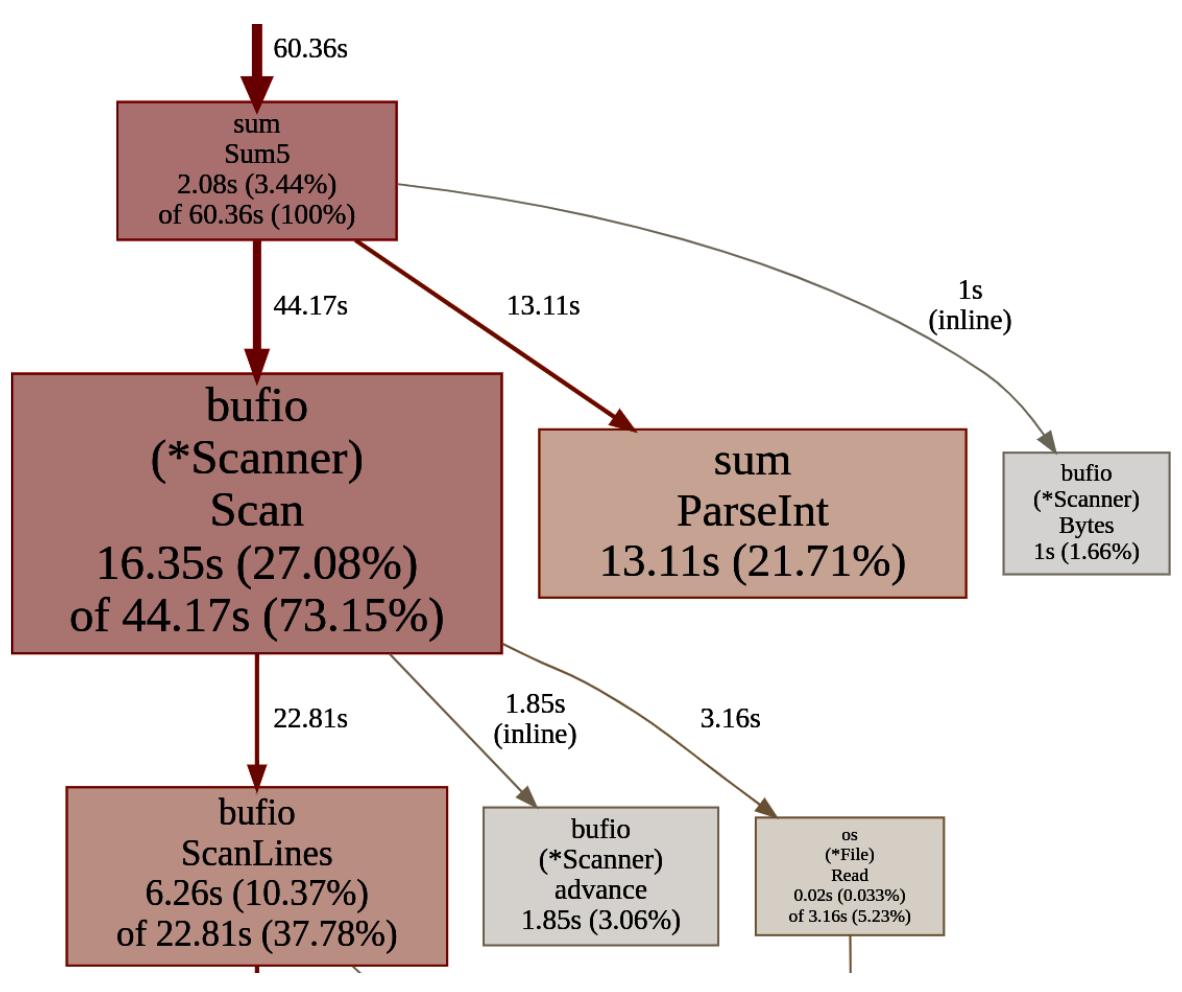 60.36s
sum
Sum5
2.08s (3.44%)
of 60.36s (100%)
44.17s
13.11s
1s
(inline)
bufio
(*Scanner)
Scan
16.35s (27.08%)
of 44.17s (73.15%)
sum
ParseInt
13.11s (21.71%)
bufio
(*Scanner)
Bytes
1s (1.66%)
22.81s
1.85s
(inline)
3.16s
bufio
ScanLines
6.26s (10.37%)
of 22.81s (37.78%)
bufio
(*Scanner)
advance
1.85s (3.06%)
os
(*File)
Read
0.02s (0.033%)
of 3.16s (5.23%)